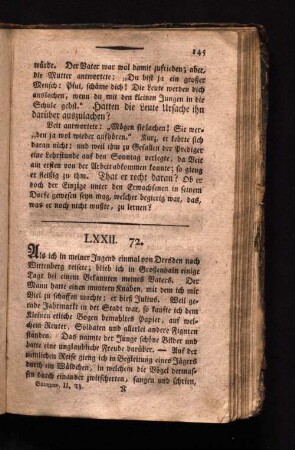 145
würde. Der Vater war wol damit zufrieden; aber
die Mutter antwortete: „Du bist ja ein großer
Mensch: Pfui, schäme dich! Die Leute werden dich
auslachen, wenn du mit den kleinen Jungen in die
Schule gehst.“ Hatten die Leute Ursache ihn
darüber auszulachen?
Veit antwortete: „Mögen sie lachen! Sie wer-
„den ja wol wieder aufhören.“ Kurz, er kehrte sich
daran nicht: und weil ihm zu Gefallen der Prediger
eine Lehrstunde auf den Sonntag verlegte, da Veit
am ersten von der Arbeit abkommen konnte; so gieng
er fleißig zu ihm. That er recht daran? Ob er
doch der Einzige unter den Erwachsenen in seinem
Dorfe gewesen seyn mag, welcher begierig war, das,
was er noch nicht wußte, zu lernen?
LXXII. 72.
Als ich in meiner Jugend einmal von Dresden nach
Wittenberg reisete; blieb ich in Großenhain einige
Tage bei einem Bekannten meines Vaters. Der
Mann hatte einen muntern Knaben, mit dem ich mir
Viel zu schaffen machte; er hieß Julius. Weil ge-
rade Jahrmarkt in der Stadt war, so kaufte ich dem
Kleinen etliche Bogen bemahltes Papier, auf wel-
chem Reuter, Soldaten und allerlei andere Figuren
standen. Das nannte der Junge schöne Bilder und
hatte eine unglaubliche Freude darüber. — Auf der
nemlichen Reise gieng ich in Begleitung eines Jägers
durch ein Wäldchen, in welchem die Vögel dermas-
sen durch einander zwitscherten, sangen und schrien,
II. Th. K